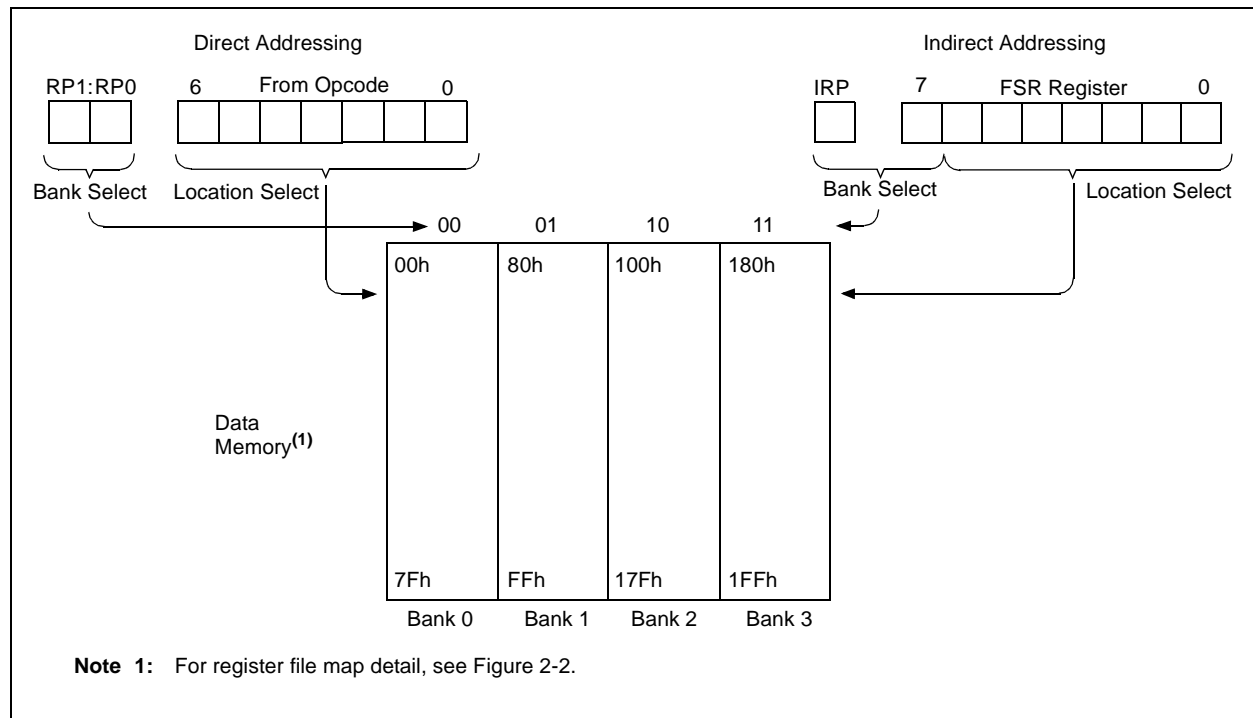 Direct Addressing
Indirect Addressing
RP1:RP0 6 From Opcode 0
IRP 7 FSR Register 0
Bank Select Location Select
Bank Select Location Select
00 01 10 11
00h 80h 100h 180h
Data
Memory(1)
7Fh FFh 17Fh 1FFh
Bank 0 Bank 1 Bank 2 Bank 3
Note 1: For register file map detail, see Figure 2-2.